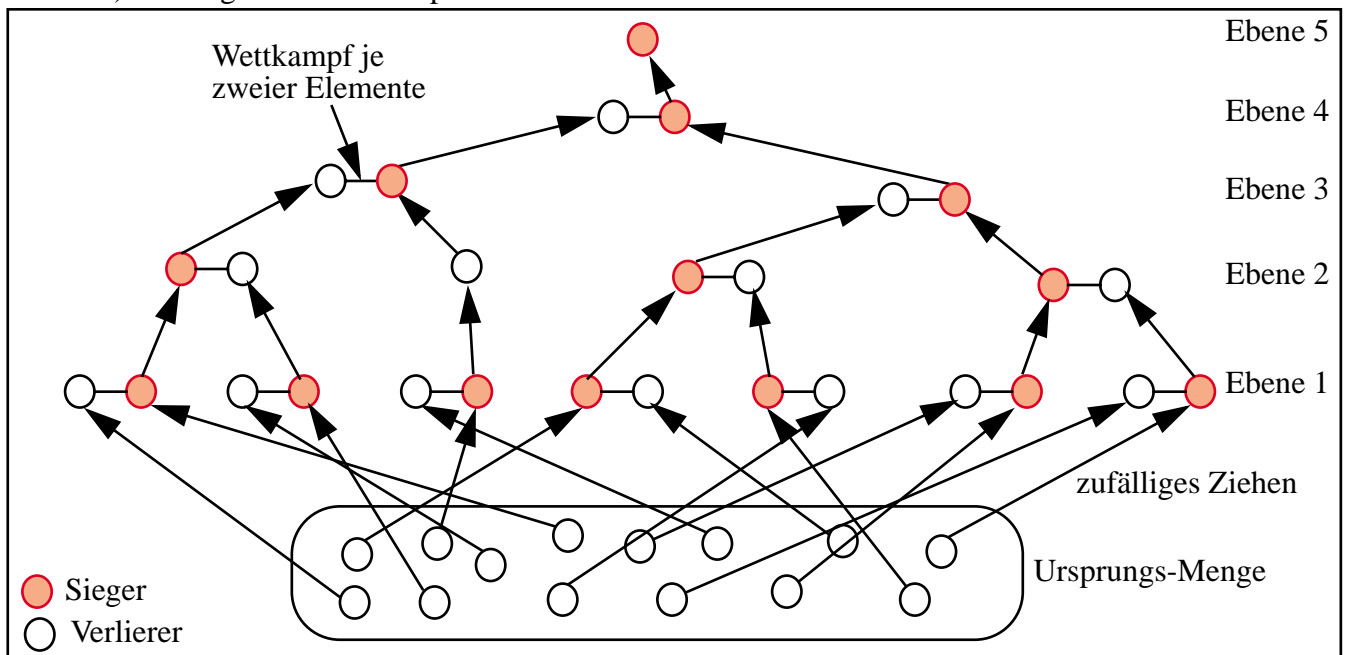 Ebene 5
Wettkampf je
zweier Elemente
Ebene 4
Ebene 3
Ebene 2
Ebene 1
zufälliges Ziehen
Ursprungs-Menge
Sieger
Verlierer